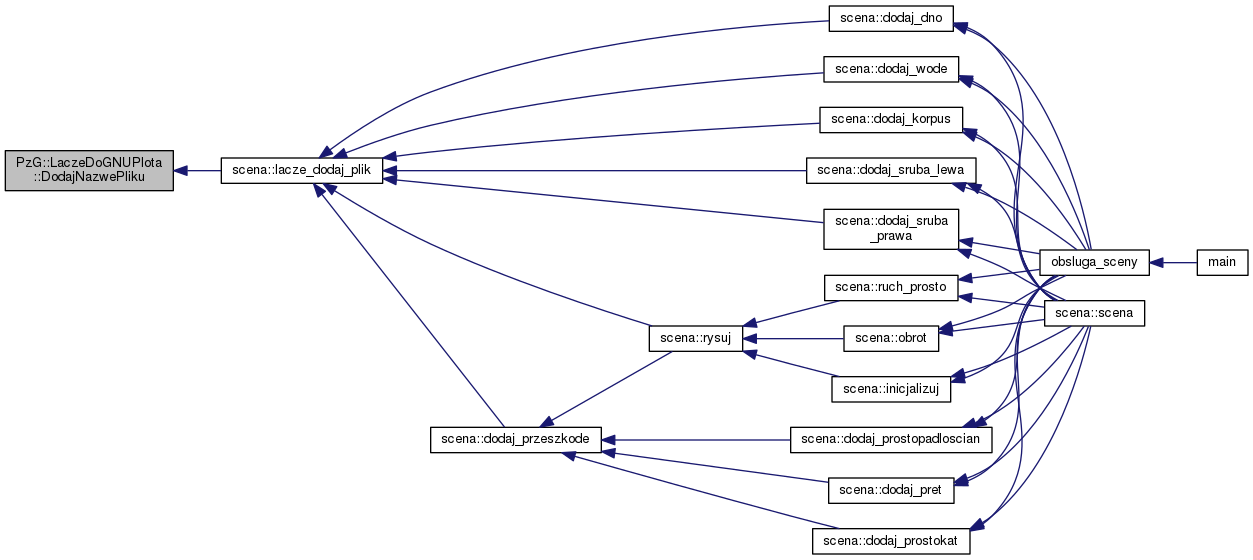 PzG::LaczeDoGNUPlota
::DodajNazwePliku
scena::lacze_dodaj_plik
scena::dodaj_dno
scena::dodaj_wode
scena::dodaj_korpus
scena::dodaj_sruba_lewa
scena::dodaj_sruba
_prawa
scena::ruch_prosto
scena::rysuj
scena::obrot
scena::inicjalizuj
scena::dodaj_przeszkode
scena::dodaj_prostopadloscian
scena::dodaj_pret
scena::dodaj_prostokat
obsluga_sceny
main
scena::scena